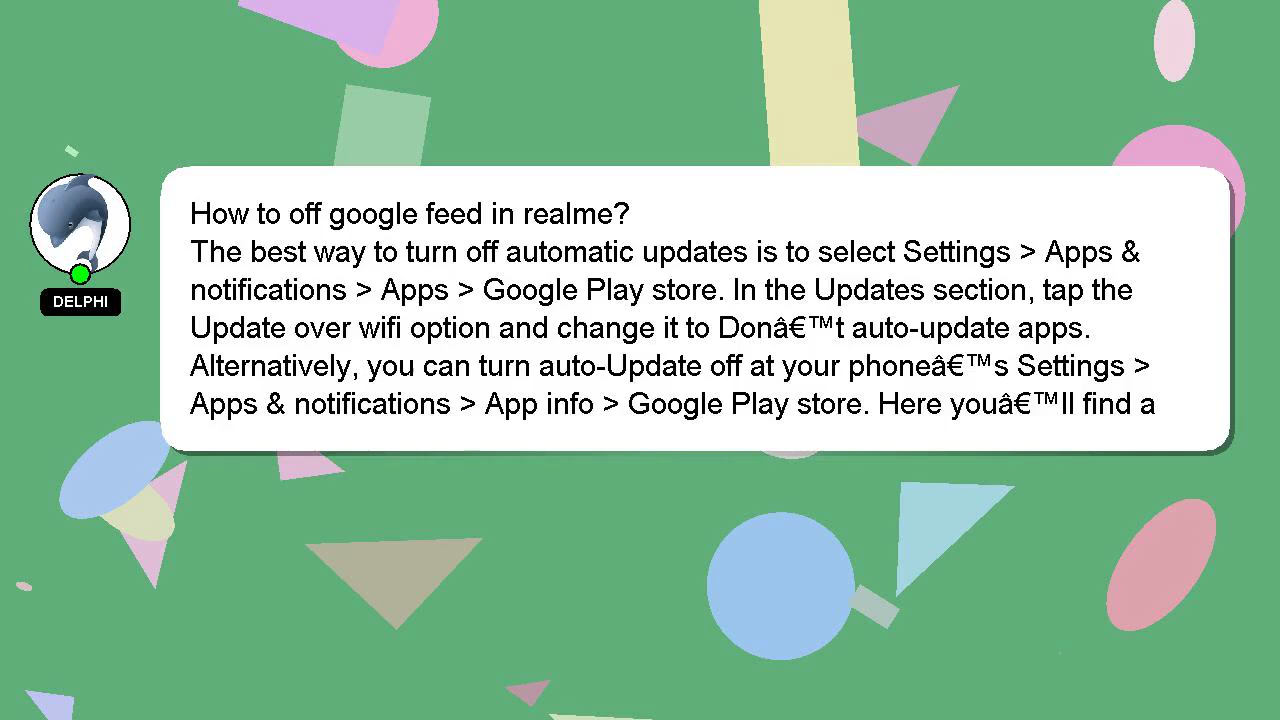 How to off google feed in realme?
The best way to turn off automatic updates is to select Settings > Apps &
notifications > Apps > Google Play store. In the Updates section, tap the
Update over wifi option and change it to Donâ€™t auto-update apps.
Alternatively, you can turn auto-Update off at your phoneâ€™s Settings >
Apps & notifications > App info > Google Play store. Here youâ€™ll find a
DELPHI